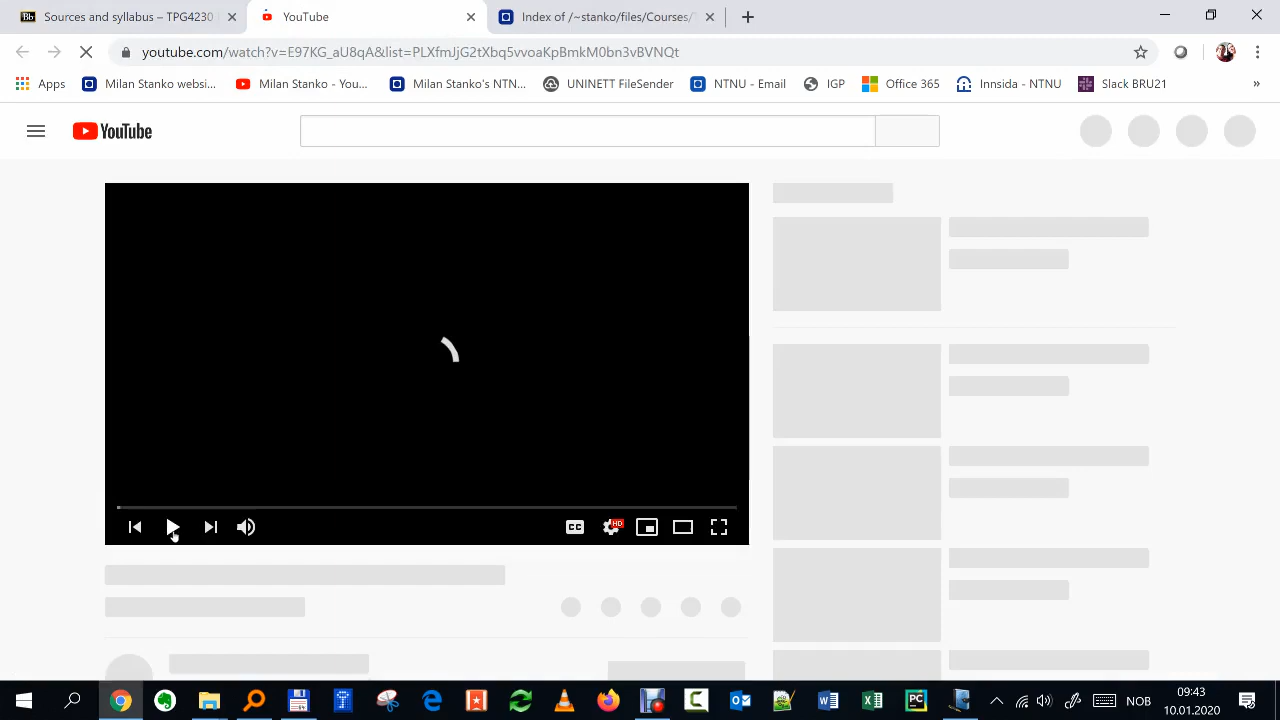 Sources and syllabus – TPG4230
YouTube
Index of /~stanko/files/Courses/
youtube.com/watch?v=E97KG_aU8qA&list=PLXfmJjG2tXbq5vvoaKpBmkM0bn3vBVNQt
Apps
Milan Stanko websi...
Milan Stanko - You...
Milan Stanko's NTN...
UNINETT FileSender
NTNU - Email
IGP
Office 365
Innsida - NTNU
Slack BRU21
»
YouTube
CC
HD
NOB
09:43
10.01.2020